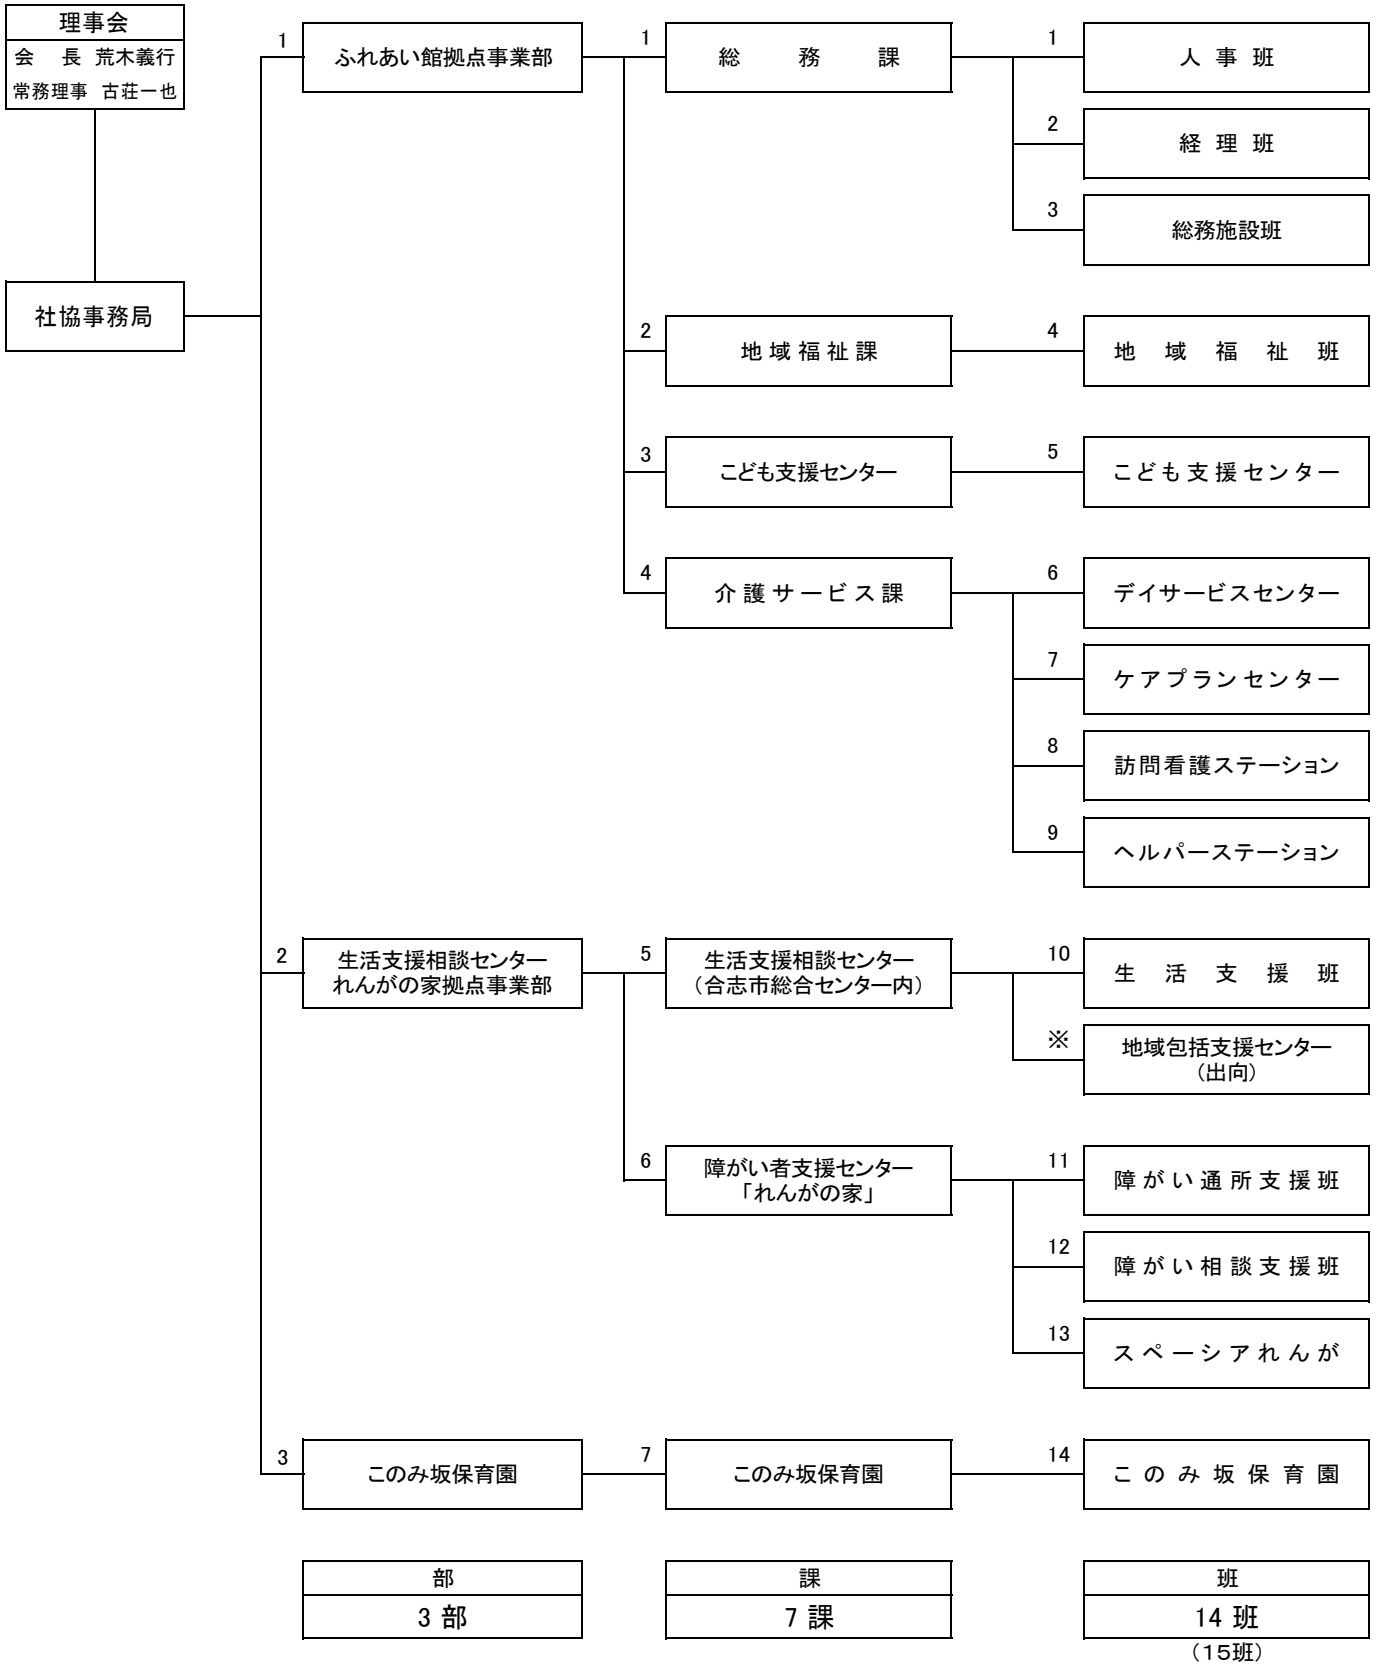 理事会
会　長 荒木義行
常務理事 古荘一也
社協事務局
1 ふれあい館拠点事業部
1 総務課
1 人事班
2 経理班
3 総務施設班
2 地域福祉課
4 地域福祉班
3 こども支援センター
5 こども支援センター
4 介護サービス課
6 デイサービスセンター
7 ケアプランセンター
8 訪問看護ステーション
9 ヘルパーステーション
2 生活支援相談センター
れんがの家拠点事業部
5 生活支援相談センター
（合志市総合センター内）
10 生活支援班
※ 地域包括支援センター
（出向）
6 障がい者支援センター
「れんがの家」
11 障がい通所支援班
12 障がい相談支援班
13 スペーシアれんが
3 このみ坂保育園
7 このみ坂保育園
14 このみ坂保育園
部
3 部
課
7 課
班
14 班
（15班）